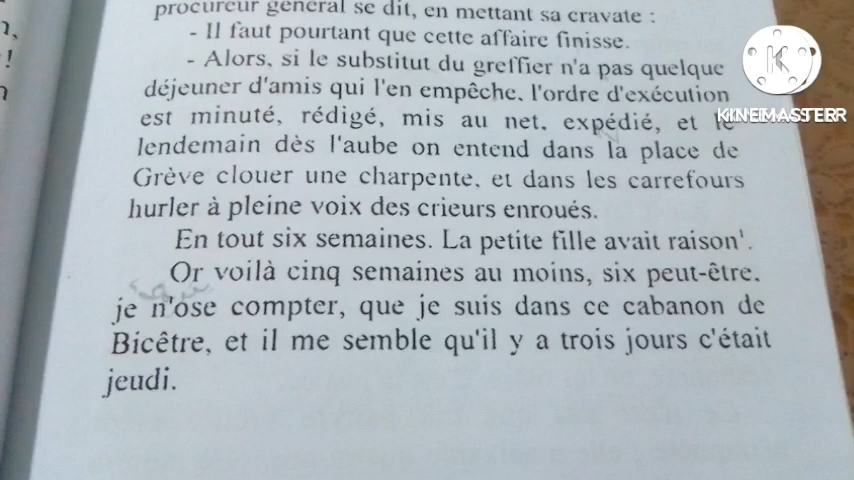 procureur général se dit, en mettant sa cravate :
- Il faut pourtant que cette affaire finisse.
- Alors, si le substitut du greffier n'a pas quelque
déjeuner d'amis qui l'en empêche, l'ordre d'exécution
est minuté, rédigé, mis au net, expédié, et le
lendemain dès l'aube on entend dans la place de
Grève clouer une charpente, et dans les carrefours
hurler à pleine voix des crieurs enroués.
En tout six semaines. La petite fille avait raison¹.
Or voilà cinq semaines au moins, six peut-être,
je n'ose compter, que je suis dans ce cabanon de
Bicêtre, et il me semble qu'il y a trois jours c'était
jeudi.
K
KINEMASTER